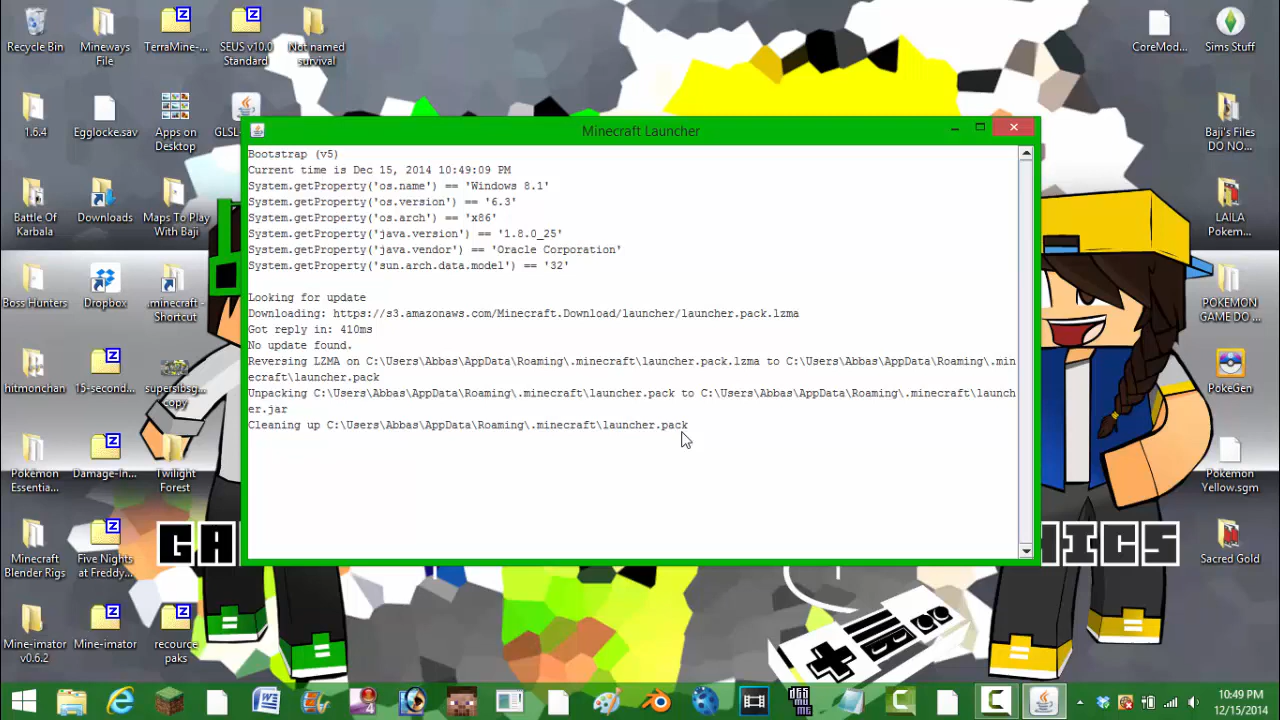 Recycle Bin
Mineways
File
TerraMine-...
SEUS v10.0
Standard
Not named
survival
CoreMod...
Sims Stuff
1.6.4
Egglocke.sav
Apps on
Desktop
GLSL-
Baji's Files
DO NO...
Battle Of
Karbala
Downloads
Maps To Play
With Baji
LAILA
Pokem...
Boss Hunters
Dropbox
.minecraft -
Shortcut
POKEMON
GAME DO ...
hitmonchan
15-second...
supersibsg...
copy
PokeGen
Pokemon
Essentia...
Damage-In...
Twilight
Forest
Pokemon
Yellow.sgm
Minecraft
Blender Rigs
Five Nights
at Freddy...
Sacred Gold
Mine-imator
v0.6.2
Mine-imator
recource
paks
Minecraft Launcher
Bootstrap (v5)
Current time is Dec 15, 2014 10:49:09 PM
System.getProperty('os.name') == 'Windows 8.1'
System.getProperty('os.version') == '6.3'
System.getProperty('os.arch') == 'x86'
System.getProperty('java.version') == '1.8.0_25'
System.getProperty('java.vendor') == 'Oracle Corporation'
System.getProperty('sun.arch.data.model') == '32'
Looking for update
Downloading: https://s3.amazonaws.com/Minecraft.Download/launcher/launcher.pack.lzma
Got reply in: 410ms
No update found.
Reversing LZMA on C:\Users\Abbas\AppData\Roaming\.minecraft\launcher.pack.lzma to C:\Users\Abbas\AppData\Roaming\.min
ecraft\launcher.pack
Unpacking C:\Users\Abbas\AppData\Roaming\.minecraft\launcher.pack to C:\Users\Abbas\AppData\Roaming\.minecraft\launch
er.jar
Cleaning up C:\Users\Abbas\AppData\Roaming\.minecraft\launcher.pack
GA
MICS
DES
MU
ME
10:49 PM
12/15/2014